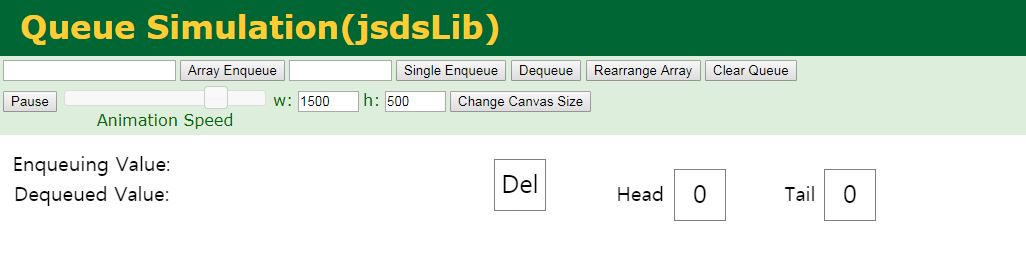 Queue Simulation(jsdsLib)
Array Enqueue Single Enqueue Dequeue Rearrange Array Clear Queue
Pause w: 1500 h: 500 Change Canvas Size
Animation Speed
Enqueuing Value:
Dequeued Value:
Del
Head 0 Tail 0